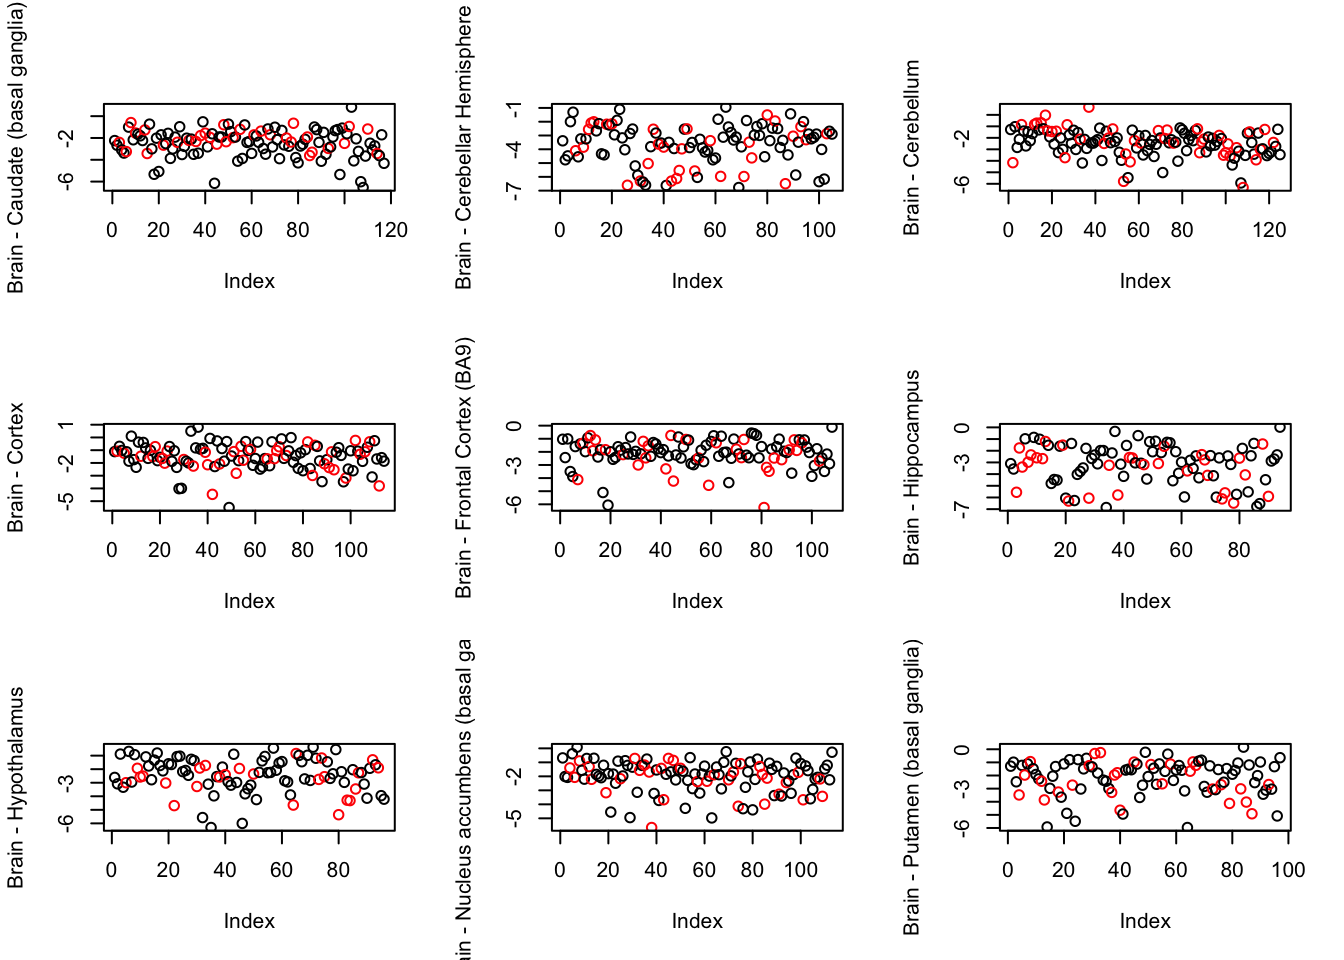 Brain - Caudate (basal ganglia)
-2
-6
0 20 40 60 80 120
Index
Brain - Cerebellar Hemisphere
-1
-4
-7
0 20 40 60 80 100
Index
Brain - Cerebellum
-2
-6
0 20 40 60 80 120
Index
Brain - Cortex
1
-2
-5
0 20 40 60 80 100
Index
Brain - Frontal Cortex (BA9)
0
-3
-6
0 20 40 60 80 100
Index
Brain - Hippocampus
0
-3
-7
0 20 40 60 80
Index
Brain - Hypothalamus
-3
-6
0 20 40 60 80
Index
ain - Nucleus accumbens (basal ga
-2
-5
0 20 40 60 80 100
Index
Brain - Putamen (basal ganglia)
0
-3
-6
0 20 40 60 80 100
Index